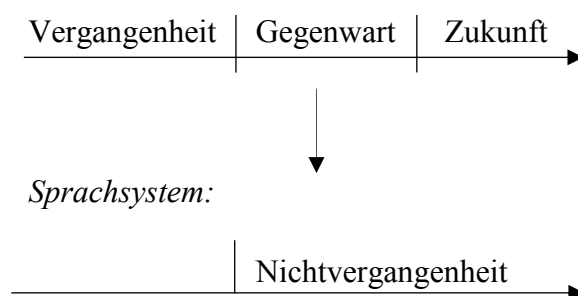 Vergangenheit Gegenwart Zukunft
Sprachsystem:
Nichtvergangenheit